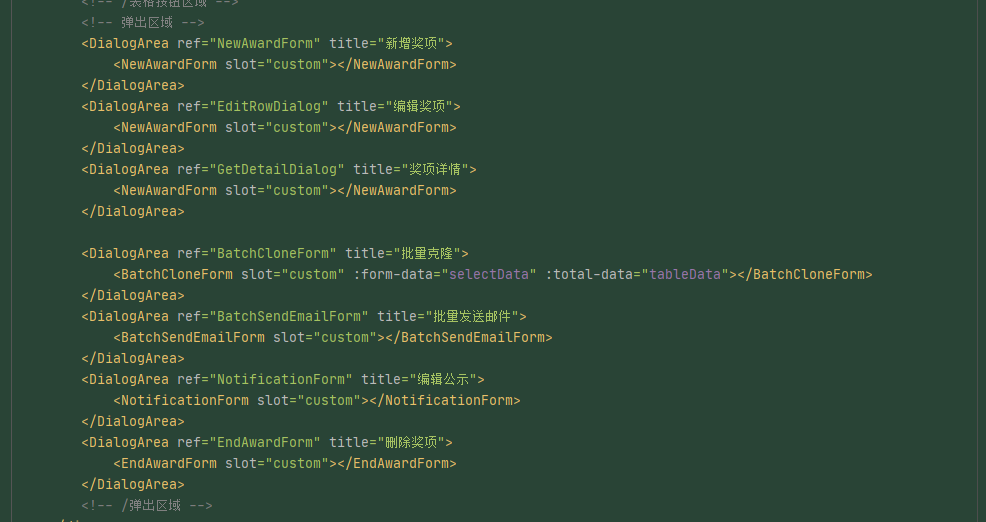 <!-- /表格按钮区域 -->
<!-- 弹出区域 -->
<DialogArea ref="NewAwardForm" title="新增奖项">
<NewAwardForm slot="custom"></NewAwardForm>
</DialogArea>
<DialogArea ref="EditRowDialog" title="编辑奖项">
<NewAwardForm slot="custom"></NewAwardForm>
</DialogArea>
<DialogArea ref="GetDetailDialog" title="奖项详情">
<NewAwardForm slot="custom"></NewAwardForm>
</DialogArea>
<DialogArea ref="BatchCloneForm" title="批量克隆">
<BatchCloneForm slot="custom" :form-data="selectData" :total-data="tableData"></BatchCloneForm>
</DialogArea>
<DialogArea ref="BatchSendEmailForm" title="批量发送邮件">
<BatchSendEmailForm slot="custom"></BatchSendEmailForm>
</DialogArea>
<DialogArea ref="NotificationForm" title="编辑公示">
<NotificationForm slot="custom"></NotificationForm>
</DialogArea>
<DialogArea ref="EndAwardForm" title="删除奖项">
<EndAwardForm slot="custom"></EndAwardForm>
</DialogArea>
<!-- /弹出区域 -->